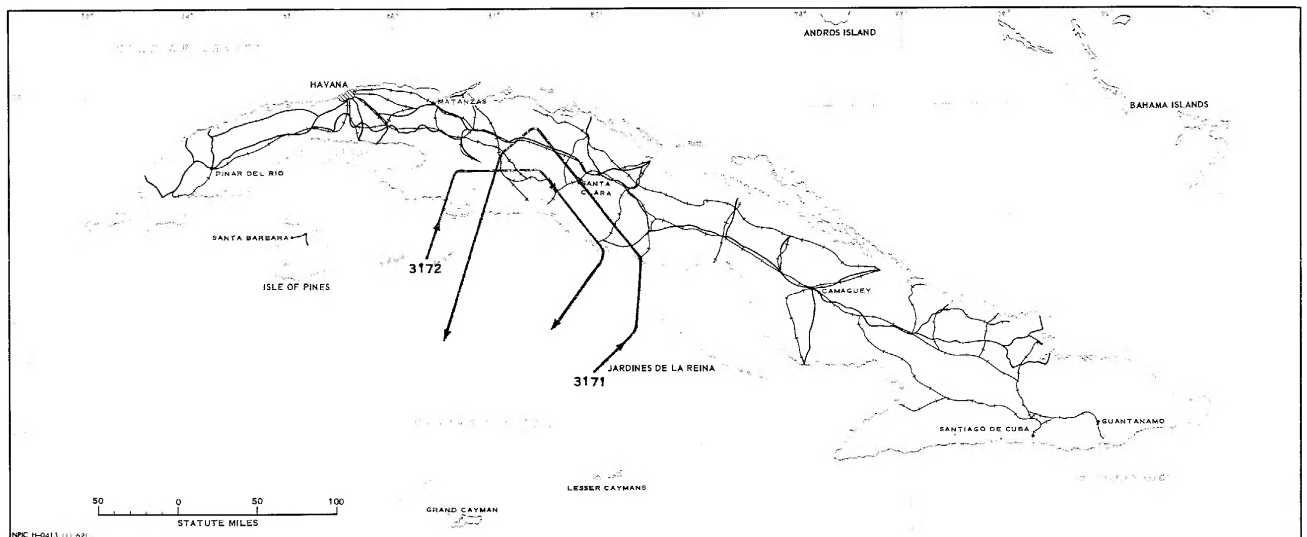 ANDROS ISLAND
HAVANA
MATANZAS
BAHAMA ISLANDS
PINAR DEL RIO
SANTA
CLARA
SANTA BARBARA
3172
ISLE OF PINES
CAMAGUEY
JARDINES DE LA REINA
3171
GUANTANAMO
SANTIAGO DE CUBA
LESSER CAYMANS
50 0 50 100
STATUTE MILES
GRAND CAYMAN
NPIC H-0413